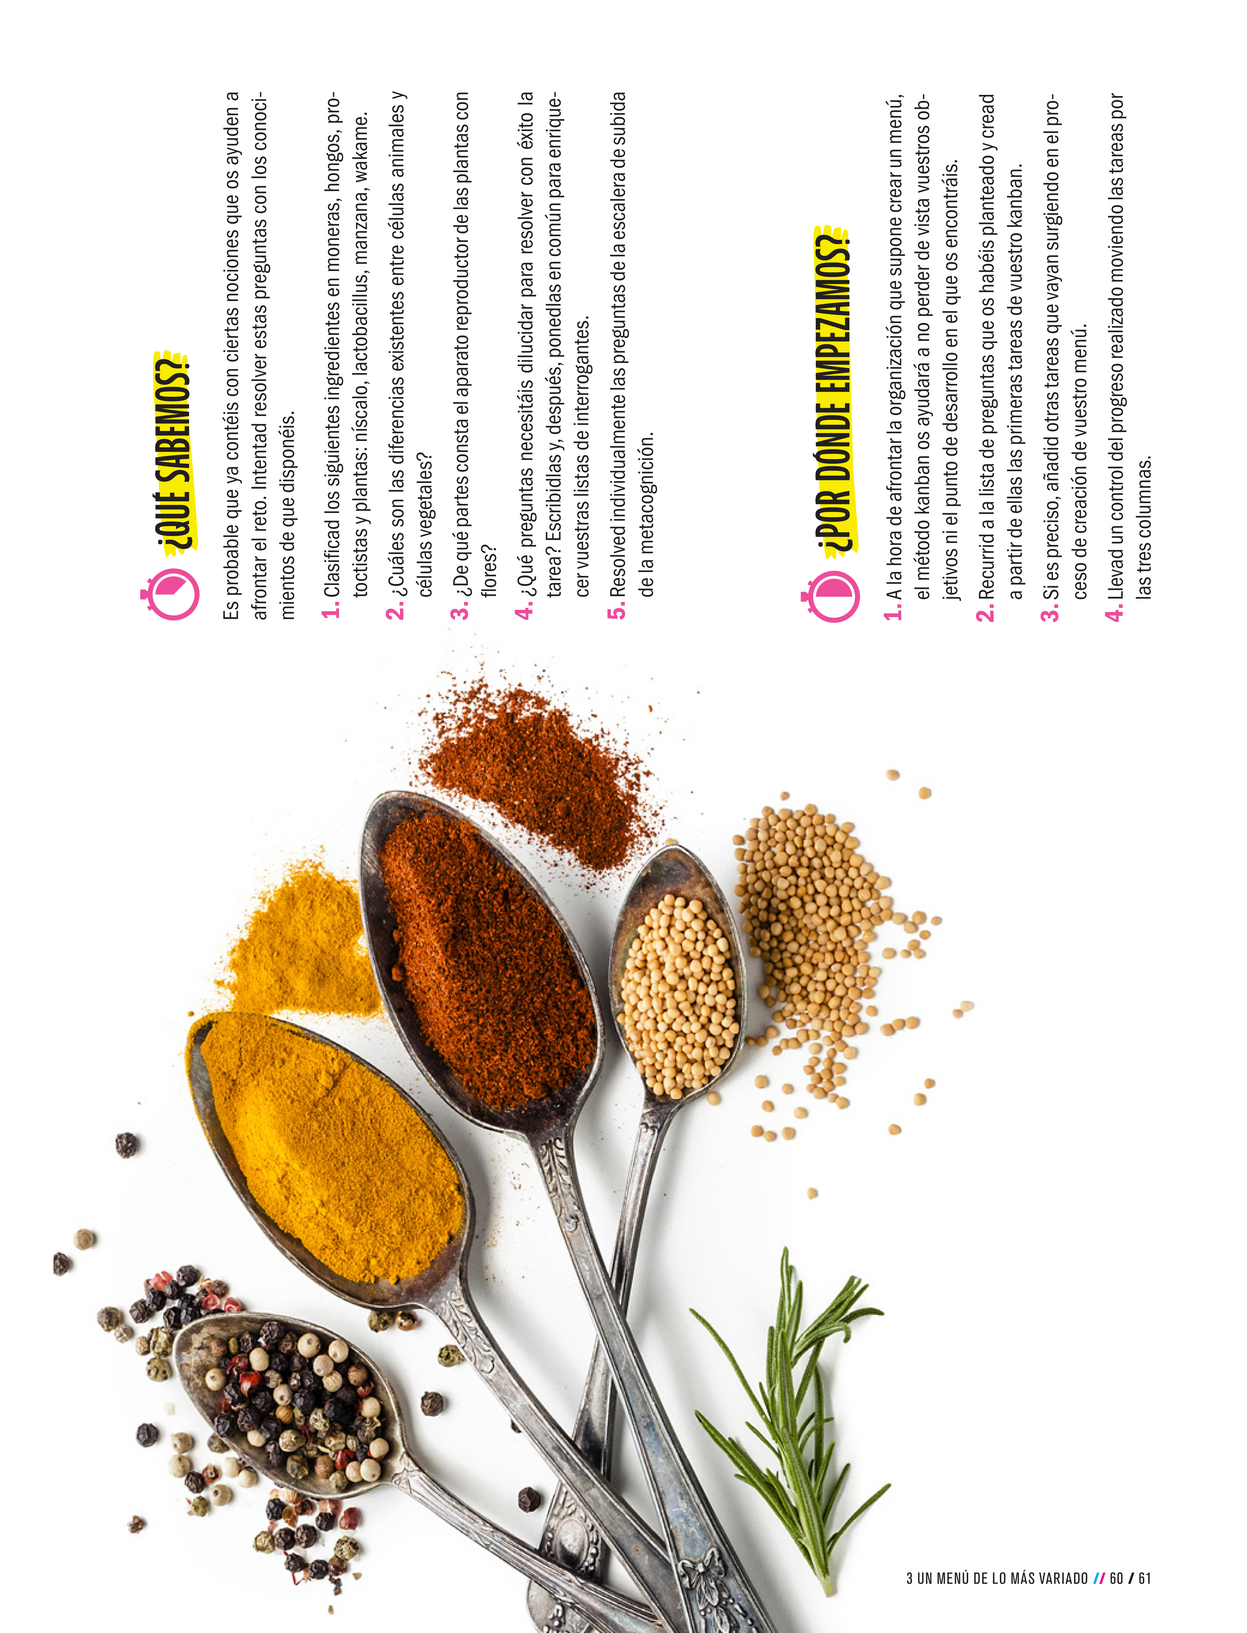 ¿QUÉ SABEMOS?
Es probable que ya contéis con ciertas nociones que os ayuden a
afrontar el reto. Intentad resolver estas preguntas con los conoci-
mientos de que disponéis.
1. Clasificad los siguientes ingredientes en moneras, hongos, pro-
toctistas y plantas: níscalo, lactobacillus, manzana, wakame.
2. ¿Cuáles son las diferencias existentes entre células animales y
células vegetales?
3. ¿De qué partes consta el aparato reproductor de las plantas con
flores?
4. ¿Qué preguntas necesitáis dilucidar para resolver con éxito la
tarea? Escribidlas y, después, ponedlas en común para enrique-
cer vuestras listas de interrogantes.
5. Resolved individualmente las preguntas de la escalera de subida
de la metacognición.
¿POR DÓNDE EMPEZAMOS?
1. A la hora de afrontar la organización que supone crear un menú,
el método kanban os ayudará a no perder de vista vuestros ob-
jetivos ni el punto de desarrollo en el que os encontráis.
2. Recurrid a la lista de preguntas que os habéis planteado y cread
a partir de ellas las primeras tareas de vuestro kanban.
3. Si es preciso, añadid otras tareas que vayan surgiendo en el pro-
ceso de creación de vuestro menú.
4. Llevad un control del progreso realizado moviendo las tareas por
las tres columnas.
3 UN MENÚ DE LO MÁS VARIADO // 60 / 61